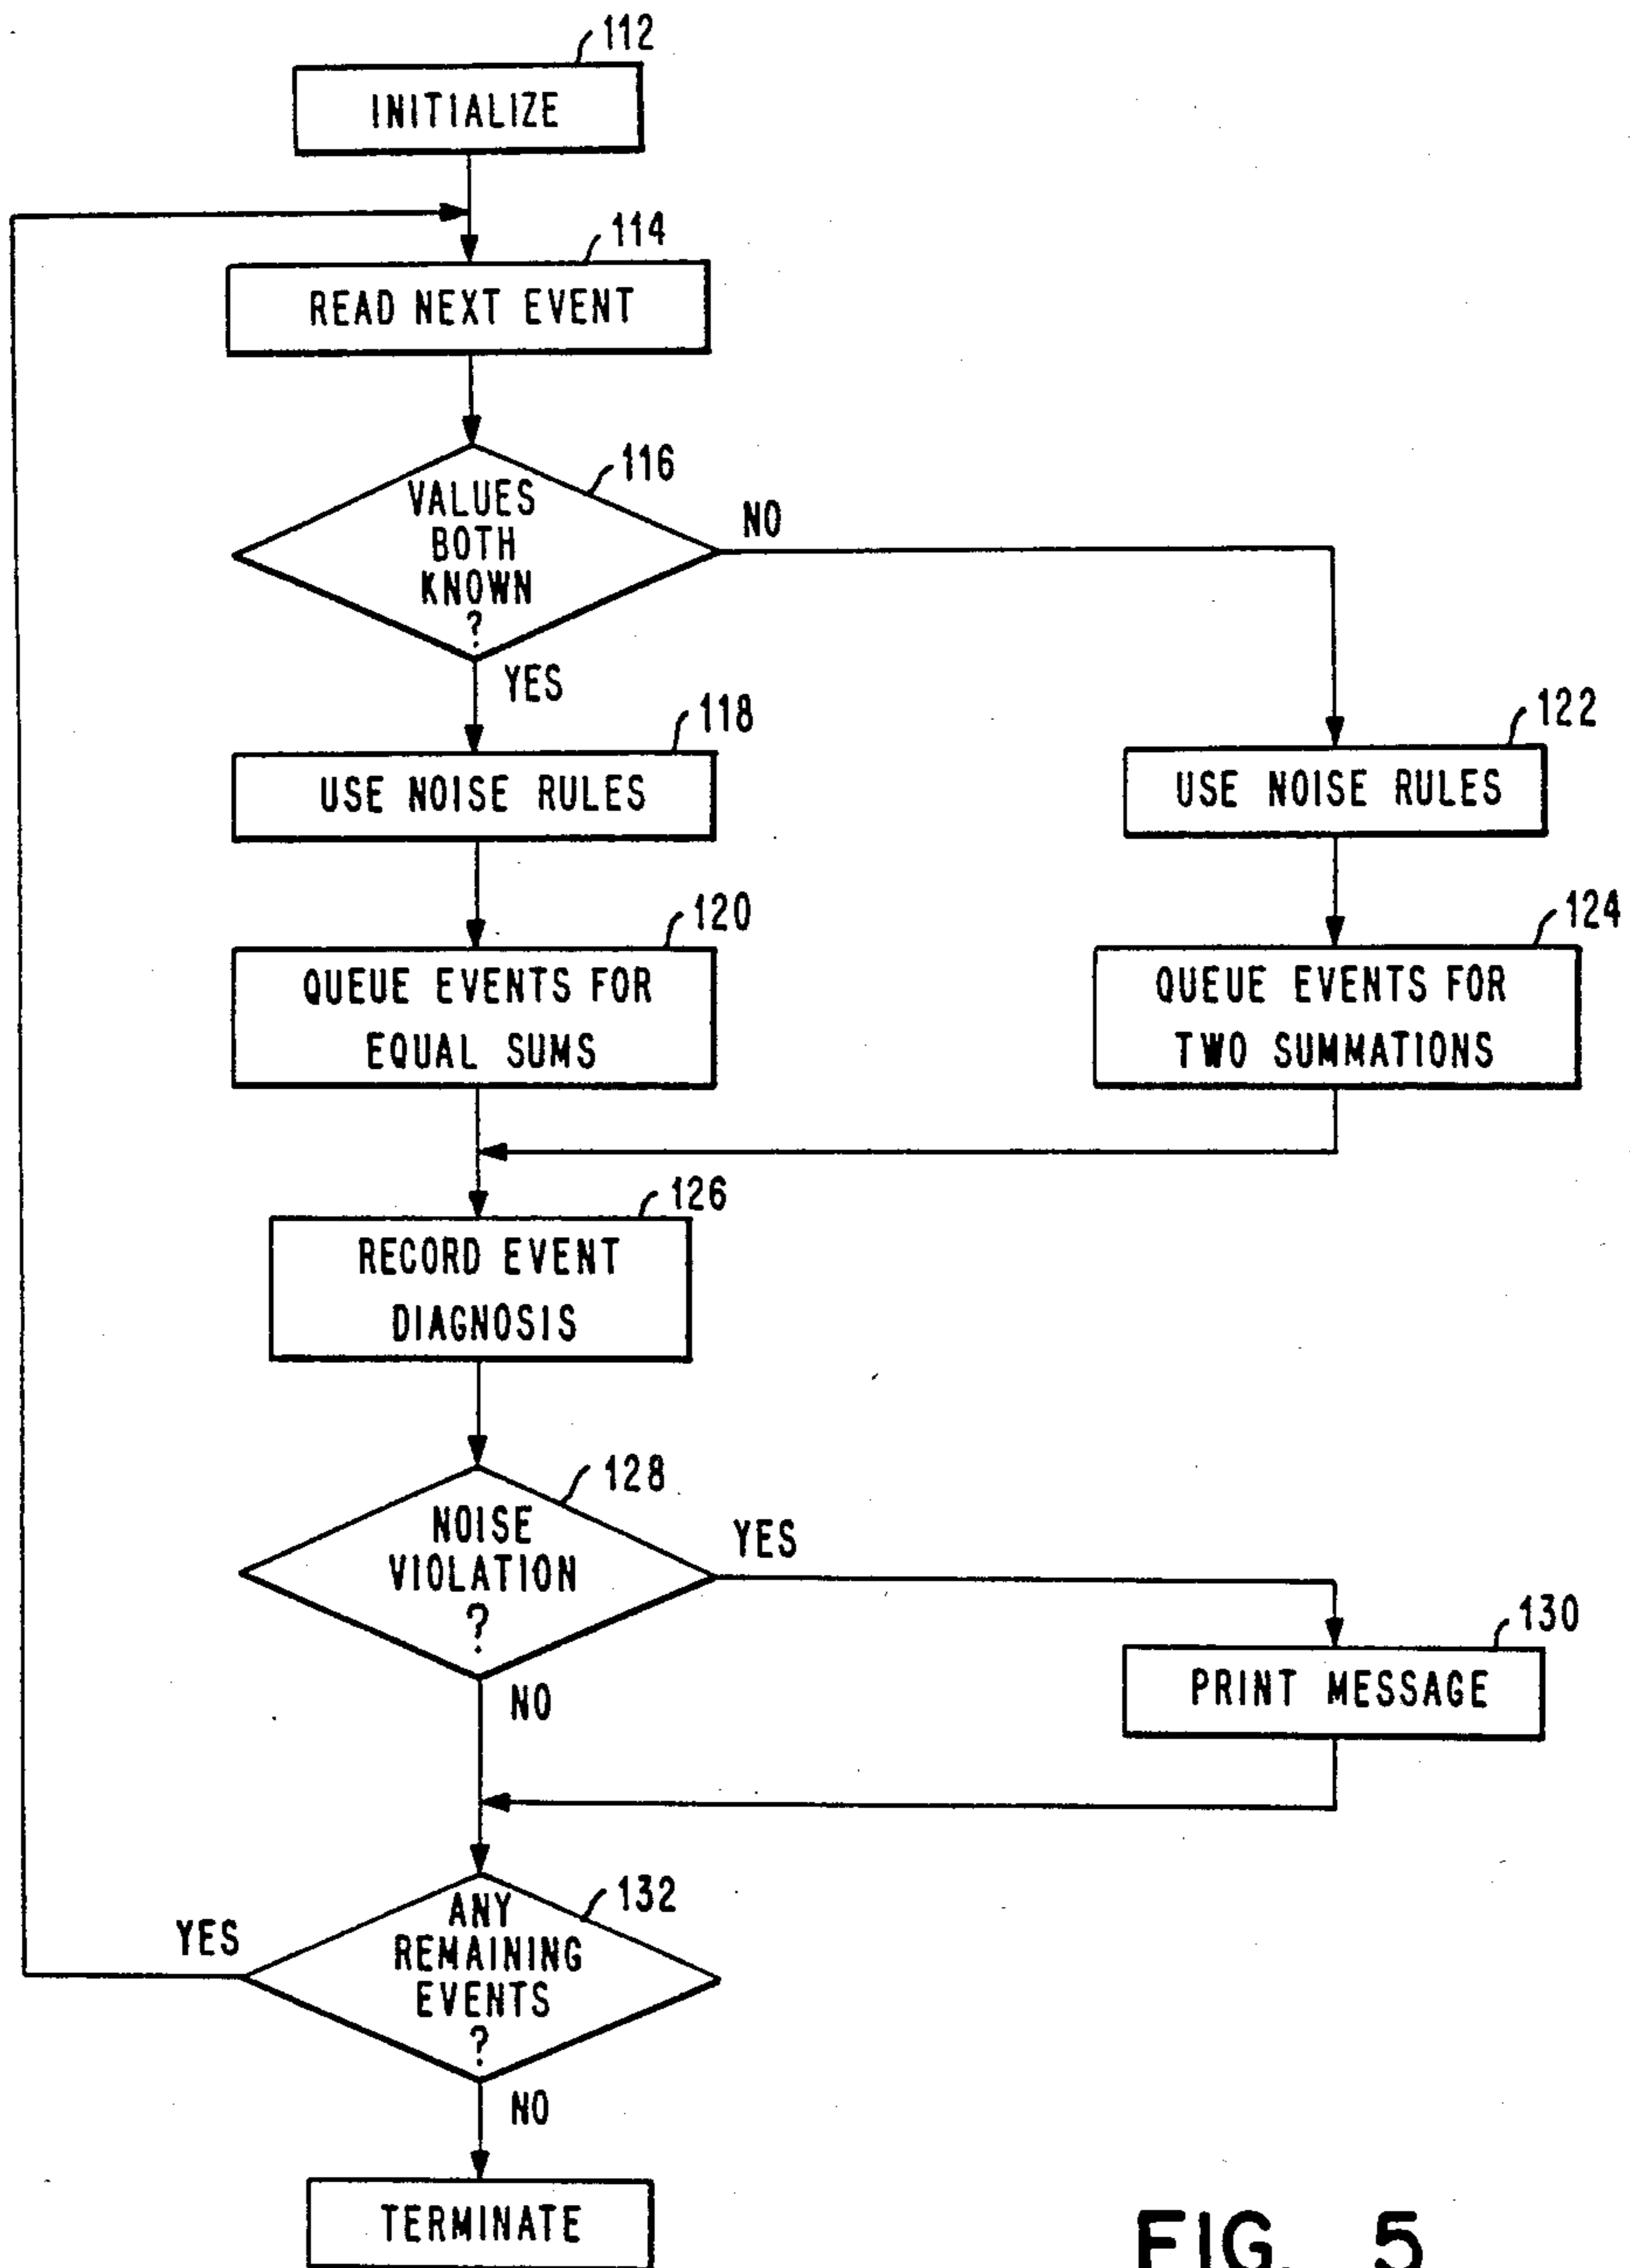 112
INITIALIZE
114
READ NEXT EVENT
116
VALUES
BOTH
KNOWN
?
NO
YES
118
USE NOISE RULES
122
USE NOISE RULES
120
QUEUE EVENTS FOR
EQUAL SUMS
124
QUEUE EVENTS FOR
TWO SUMMATIONS
126
RECORD EVENT
DIAGNOSIS
128
NOISE
VIOLATION
?
YES
NO
130
PRINT MESSAGE
132
ANY
REMAINING
EVENTS
?
YES
NO
TERMINATE
FIG. 5